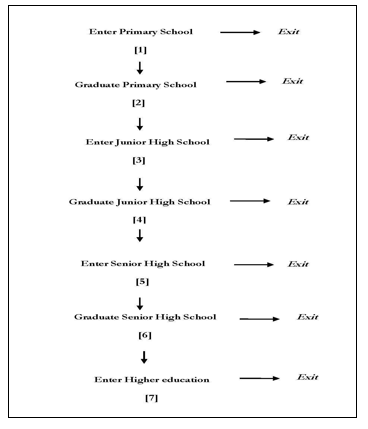 Enter Primary School Exit
[1]
Graduate Primary School Exit
[2]
Enter Junior High School Exit
[3]
Graduate Junior High School Exit
[4]
Enter Senior High School Exit
[5]
Graduate Senior High School Exit
[6]
Enter Higher education Exit
[7]